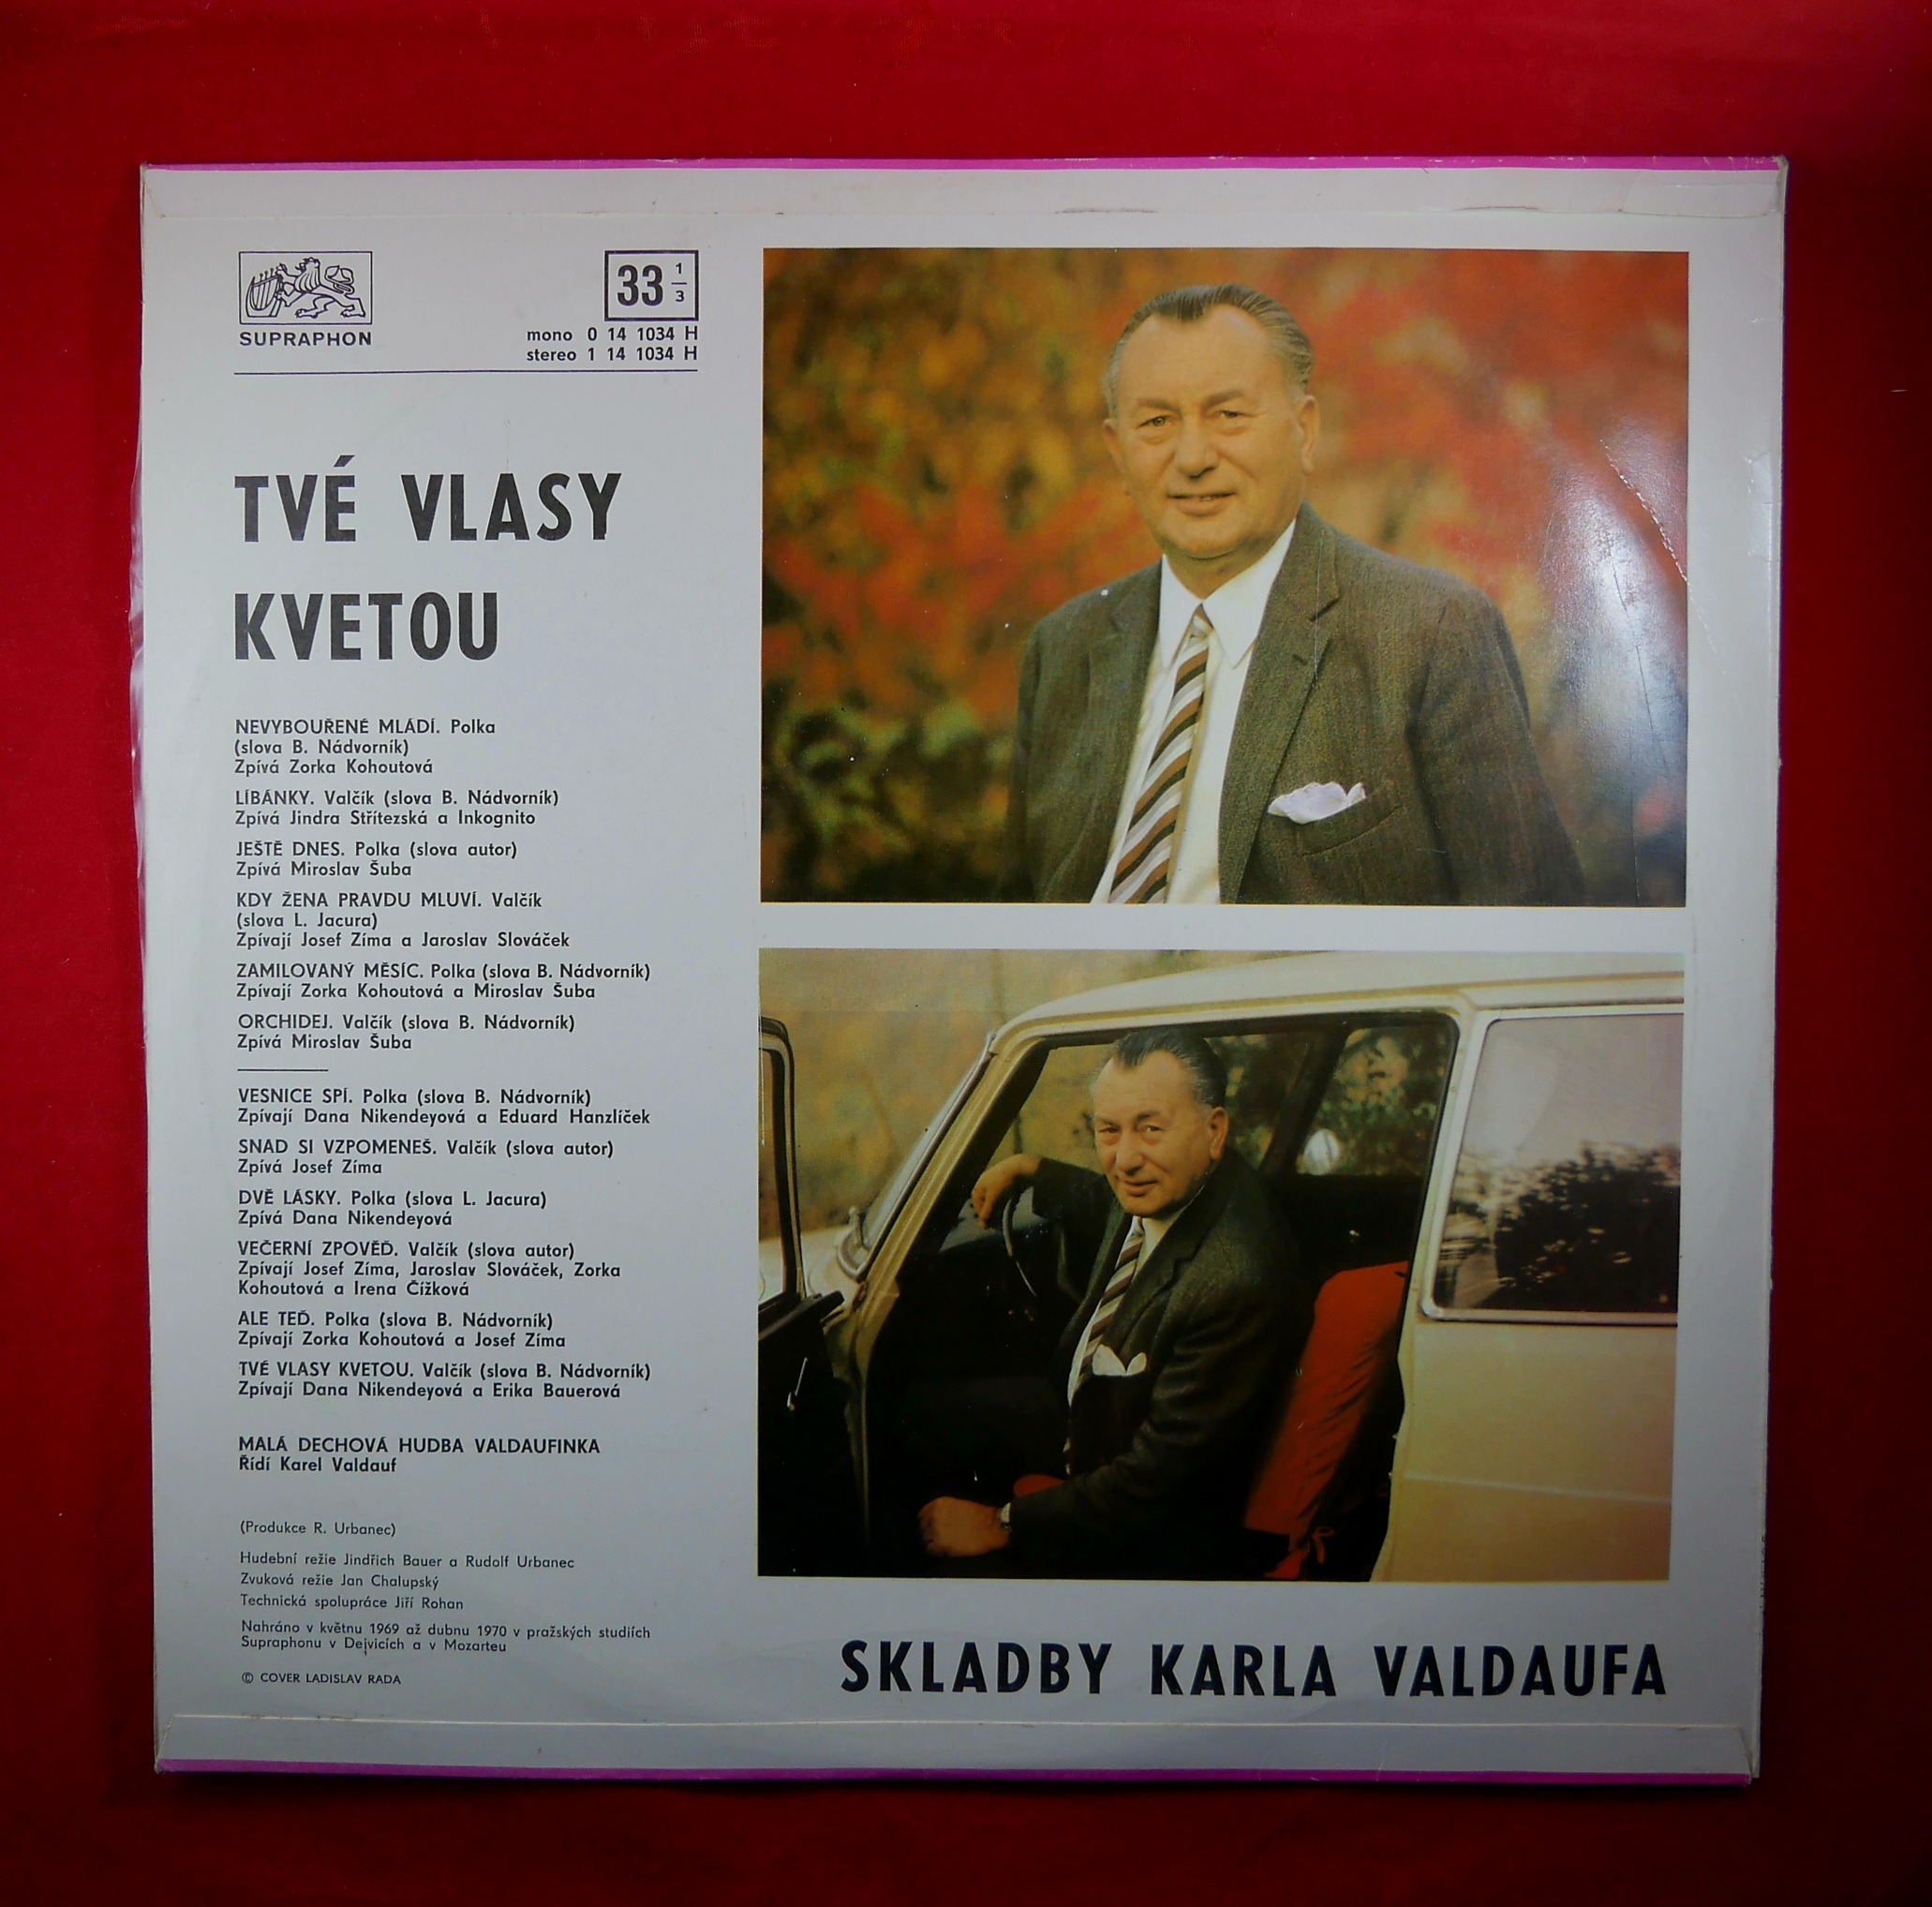 SUPRAPHON
33 1/3
mono 0 14 1034 H
stereo 1 14 1034 H
TVÉ VLASY
KVETOU
NEVYBOUŘENÉ MLÁDÍ. Polka
(slova B. Nádvorník)
Zpívá Zorka Kohoutová
LÍBÁNKY. Valčík (slova B. Nádvorník)
Zpívá Jindra Střítezská a Inkognito
JEŠTĚ DNES. Polka (slova autor)
Zpívá Miroslav Šuba
KDY ŽENA PRAVDU MLUVÍ. Valčík
(slova L. Jacura)
Zpívají Josef Zíma a Jaroslav Slováček
ZAMILOVANÝ MĚSÍC. Polka (slova B. Nádvorník)
Zpívají Zorka Kohoutová a Miroslav Šuba
ORCHIDEJ. Valčík (slova B. Nádvorník)
Zpívá Miroslav Šuba
VESNICE SPÍ. Polka (slova B. Nádvorník)
Zpívají Dana Nikendeyová a Eduard Hanzlíček
SNAD SI VZPOMENEŠ. Valčík (slova autor)
Zpívá Josef Zíma
DVĚ LÁSKY. Polka (slova L. Jacura)
Zpívá Dana Nikendeyová
VEČERNÍ ZPOVĚĎ. Valčík (slova autor)
Zpívají Josef Zíma, Jaroslav Slováček, Zorka
Kohoutová a Irena Čížková
ALE TEĎ. Polka (slova B. Nádvorník)
Zpívají Zorka Kohoutová a Josef Zíma
TVÉ VLASY KVETOU. Valčík (slova B. Nádvorník)
Zpívají Dana Nikendeyová a Erika Bauerová
MALÁ DECHOVÁ HUDBA VALDAUFINKA
Řídí Karel Valdauf
(Produkce R. Urbanec)
Hudební režie Jindřich Bauer a Rudolf Urbanec
Zvuková režie Jan Chalupský
Technická spolupráce Jiří Rohan
Nahráno v květnu 1969 až dubnu 1970 v pražských studiích
Supraphonu v Dejvicích a v Mozarteu
© COVER LADISLAV RADA
SKLADBY KARLA VALDAUFA